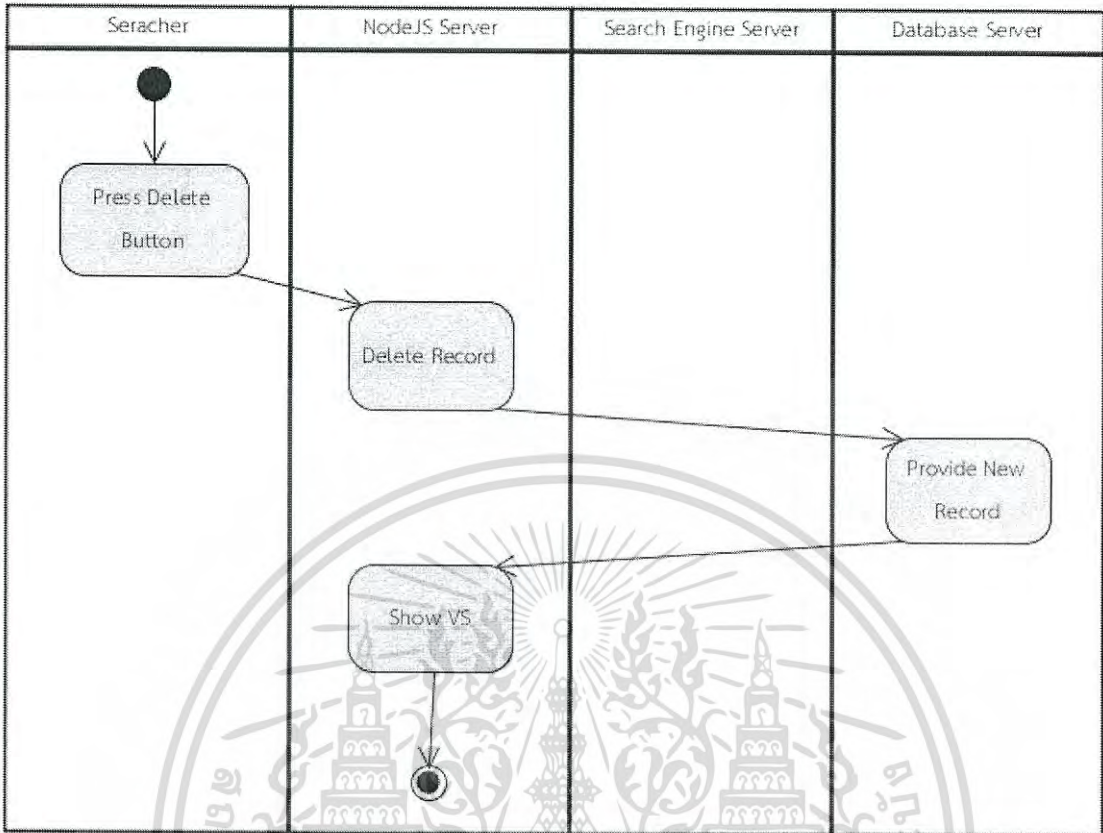 Seracher
NodeJS Server
Search Engine Server
Database Server
Press Delete
Button
Delete Record
Provide New
Record
Show VS